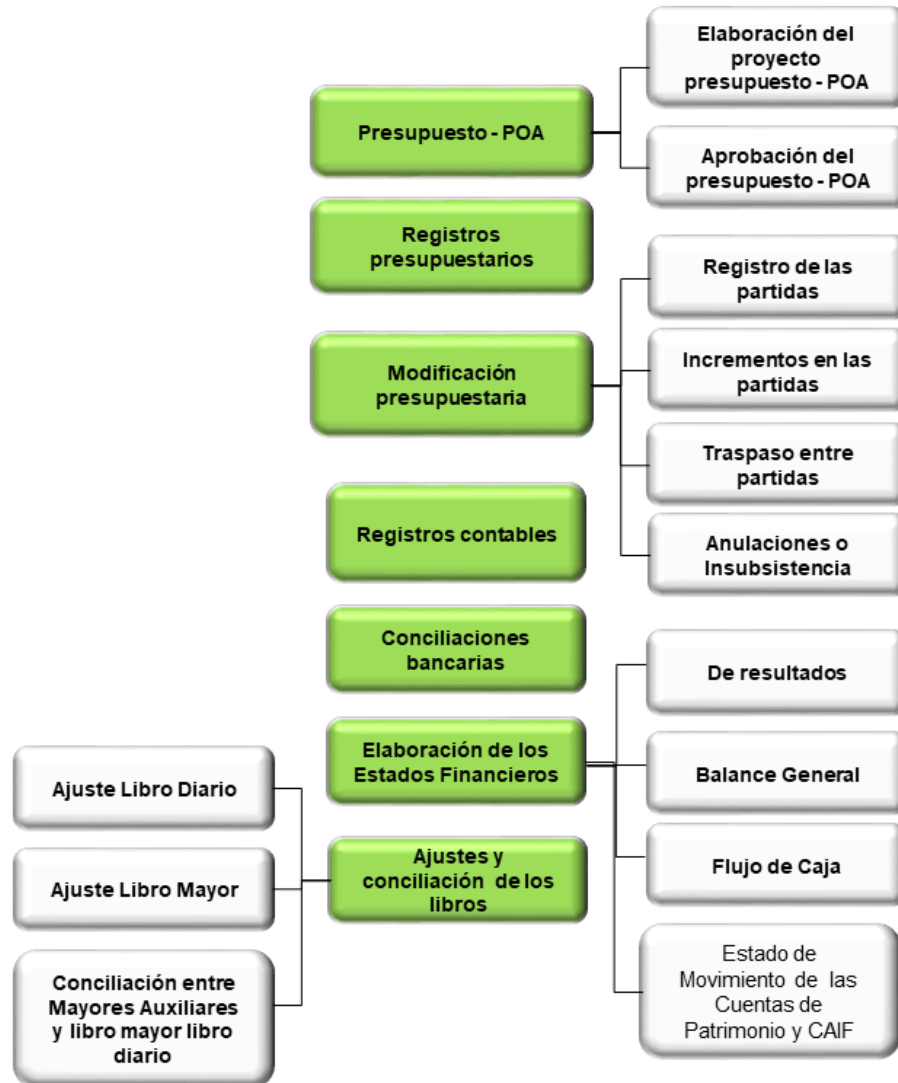 Elaboración del
proyecto
presupuesto - POA
Presupuesto - POA
Aprobación del
presupuesto - POA
Registros
presupuestarios
Registro de las
partidas
Modificación
presupuestaria
Incrementos en las
partidas
Traspaso entre
partidas
Anulaciones o
Insubsistencia
Registros contables
Conciliaciones
bancarias
De resultados
Elaboración de los
Estados Financieros
Balance General
Flujo de Caja
Estado de
Movimiento de las
Cuentas de
Patrimonio y CAIF
Ajustes y
conciliación de los
libros
Ajuste Libro Diario
Ajuste Libro Mayor
Conciliación entre
Mayores Auxiliares
y libro mayor libro
diario